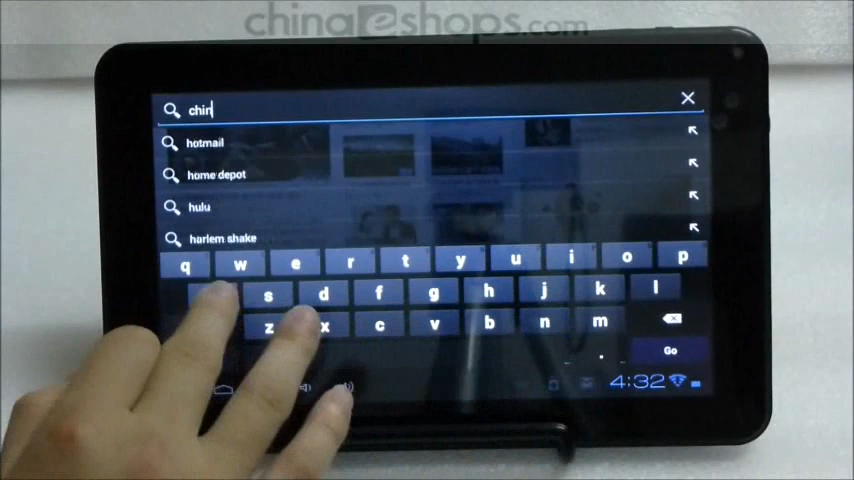 chinaeshops.com
chin
hotmail
home depot
hulu
harlem shake
q w e r t y u i o p
s d f g h j k l
z x c v b n m
. Go
4:32